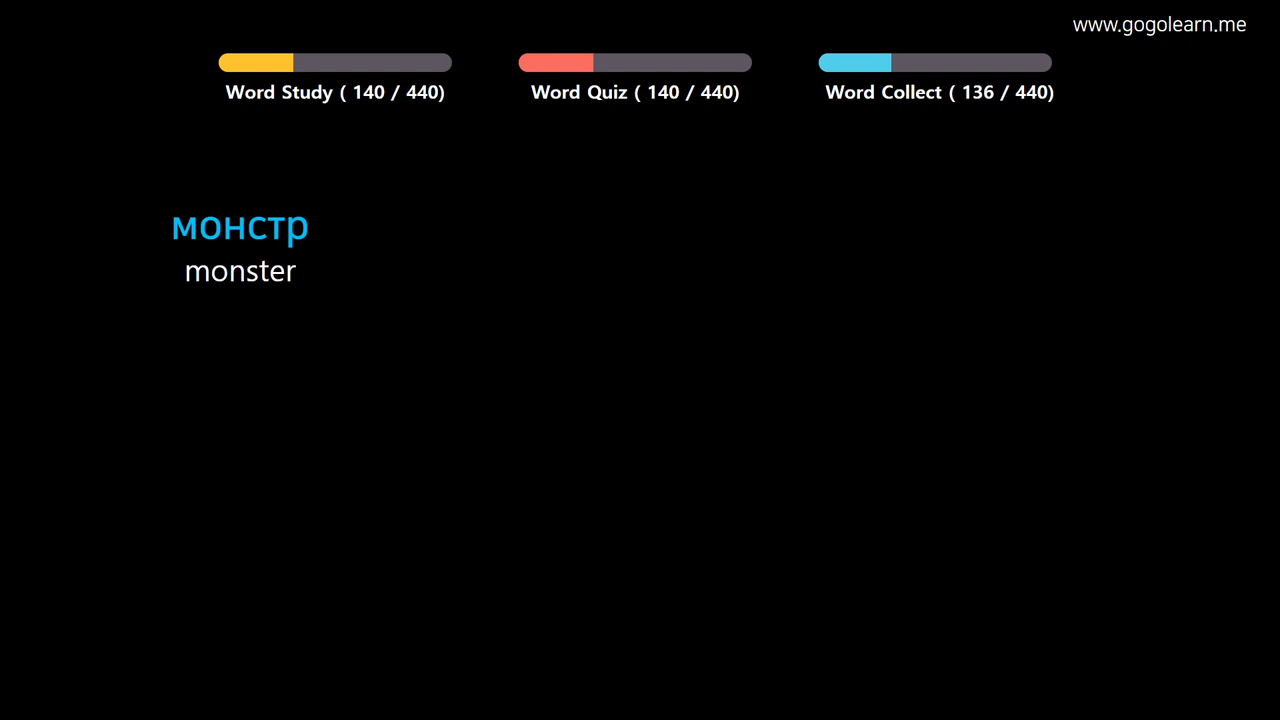 www.gogolearn.me
Word Study ( 140 / 440)
Word Quiz ( 140 / 440)
Word Collect ( 136 / 440)
монстр
monster